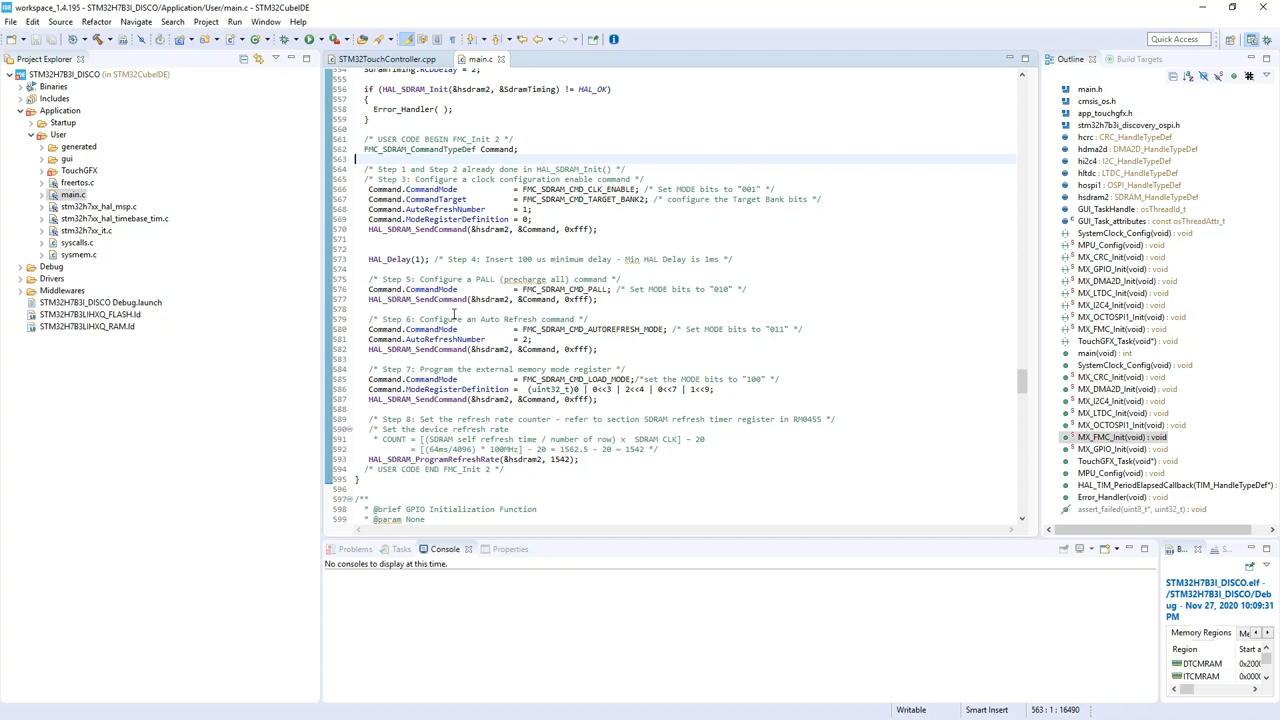 workspace_1.4.195 - STM32H7B3I_DISCO/Application/User/main.c - STM32CubeIDE
File Edit Source Refactor Navigate Search Project Run Window Help
Quick Access
Project Explorer
STM32H7B3I_DISCO (in STM32CubeIDE)
Binaries
Includes
Application
Startup
User
generated
gui
TouchGFX
freertos.c
main.c
stm32h7xx_hal_msp.c
stm32h7xx_hal_timebase_tim.c
stm32h7xx_it.c
syscalls.c
sysmem.c
Debug
Drivers
Middlewares
STM32H7B3I_DISCO Debug.launch
STM32H7B3LIHXQ_FLASH.ld
STM32H7B3LIHXQ_RAM.ld
STM32TouchController.cpp
main.c
554 SdramTiming.RCDDelay = 2;
555
556 if (HAL_SDRAM_Init(&hsdram2, &SdramTiming) != HAL_OK)
557 {
558 Error_Handler( );
559 }
560
561 /* USER CODE BEGIN FMC_Init 2 */
562 FMC_SDRAM_CommandTypeDef Command;
563
564 /* Step 1 and Step 2 already done in HAL_SDRAM_Init() */
565 /* Step 3: Configure a clock configuration enable command */
566 Command.CommandMode = FMC_SDRAM_CMD_CLK_ENABLE; /* Set MODE bits to "001" */
567 Command.CommandTarget = FMC_SDRAM_CMD_TARGET_BANK2; /* configure the Target Bank bits */
568 Command.AutoRefreshNumber = 1;
569 Command.ModeRegisterDefinition = 0;
570 HAL_SDRAM_SendCommand(&hsdram2, &Command, 0xfff);
571
572
573 HAL_Delay(1); /* Step 4: Insert 100 us minimum delay - Min HAL Delay is 1ms */
574
575 /* Step 5: Configure a PALL (precharge all) command */
576 Command.CommandMode = FMC_SDRAM_CMD_PALL; /* Set MODE bits to "010" */
577 HAL_SDRAM_SendCommand(&hsdram2, &Command, 0xfff);
578
579 /* Step 6: Configure an Auto Refresh command */
580 Command.CommandMode = FMC_SDRAM_CMD_AUTOREFRESH_MODE; /* Set MODE bits to "011" */
581 Command.AutoRefreshNumber = 2;
582 HAL_SDRAM_SendCommand(&hsdram2, &Command, 0xfff);
583
584 /* Step 7: Program the external memory mode register */
585 Command.CommandMode = FMC_SDRAM_CMD_LOAD_MODE;/*set the MODE bits to "100" */
586 Command.ModeRegisterDefinition = (uint32_t)0 | 0<<3 | 2<<4 | 0<<7 | 1<<9;
587 HAL_SDRAM_SendCommand(&hsdram2, &Command, 0xfff);
588
589 /* Step 8: Set the refresh rate counter - refer to section SDRAM refresh timer register in RM0455 */
590 /* Set the device refresh rate
591 * COUNT = [(SDRAM self refresh time / number of row) x SDRAM CLK] - 20
592 = [(64ms/4096) * 100MHz] - 20 = 1562.5 - 20 ~ 1542 */
593 HAL_SDRAM_ProgramRefreshRate(&hsdram2, 1542);
594 /* USER CODE END FMC_Init 2 */
595 }
596
597 /**
598 * @brief GPIO Initialization Function
599 * @param None
Outline
Build Targets
main.h
cmsis_os.h
app_touchgfx.h
stm32h7b3i_discovery_ospi.h
hcrc : CRC_HandleTypeDef
hdma2d : DMA2D_HandleTypeDef
hi2c4 : I2C_HandleTypeDef
hltdc : LTDC_HandleTypeDef
hospi1 : OSPI_HandleTypeDef
hsdram2 : SDRAM_HandleTypeDef
GUI_TaskHandle : osThreadId_t
GUI_Task_attributes : const osThreadAttr_t
SystemClock_Config(void) : void
MPU_Config(void) : void
MX_GPIO_Init(void) : void
MX_CRC_Init(void) : void
MX_DMA2D_Init(void) : void
MX_LTDC_Init(void) : void
MX_I2C4_Init(void) : void
MX_OCTOSPI1_Init(void) : void
MX_FMC_Init(void) : void
TouchGFX_Task(void*) : void
main(void) : int
SystemClock_Config(void) : void
MX_CRC_Init(void) : void
MX_DMA2D_Init(void) : void
MX_I2C4_Init(void) : void
MX_LTDC_Init(void) : void
MX_OCTOSPI1_Init(void) : void
MX_FMC_Init(void) : void
MX_GPIO_Init(void) : void
TouchGFX_Task(void*) : void
MPU_Config(void) : void
HAL_TIM_PeriodElapsedCallback(TIM_HandleTypeDef*) : void
Error_Handler(void) : void
assert_failed(uint8_t*, uint32_t) : void
Problems Tasks Console Properties
No consoles to display at this time.
B... S...
STM32H7B3I_DISCO.elf - /STM32H7B3I_DISCO/Debug - Nov 27, 2020 10:09:31 PM
Memory Regions
Region Start a
DTCMRAM 0x200
ITCMRAM 0x000
Writable Smart Insert 563 : 1 : 16490